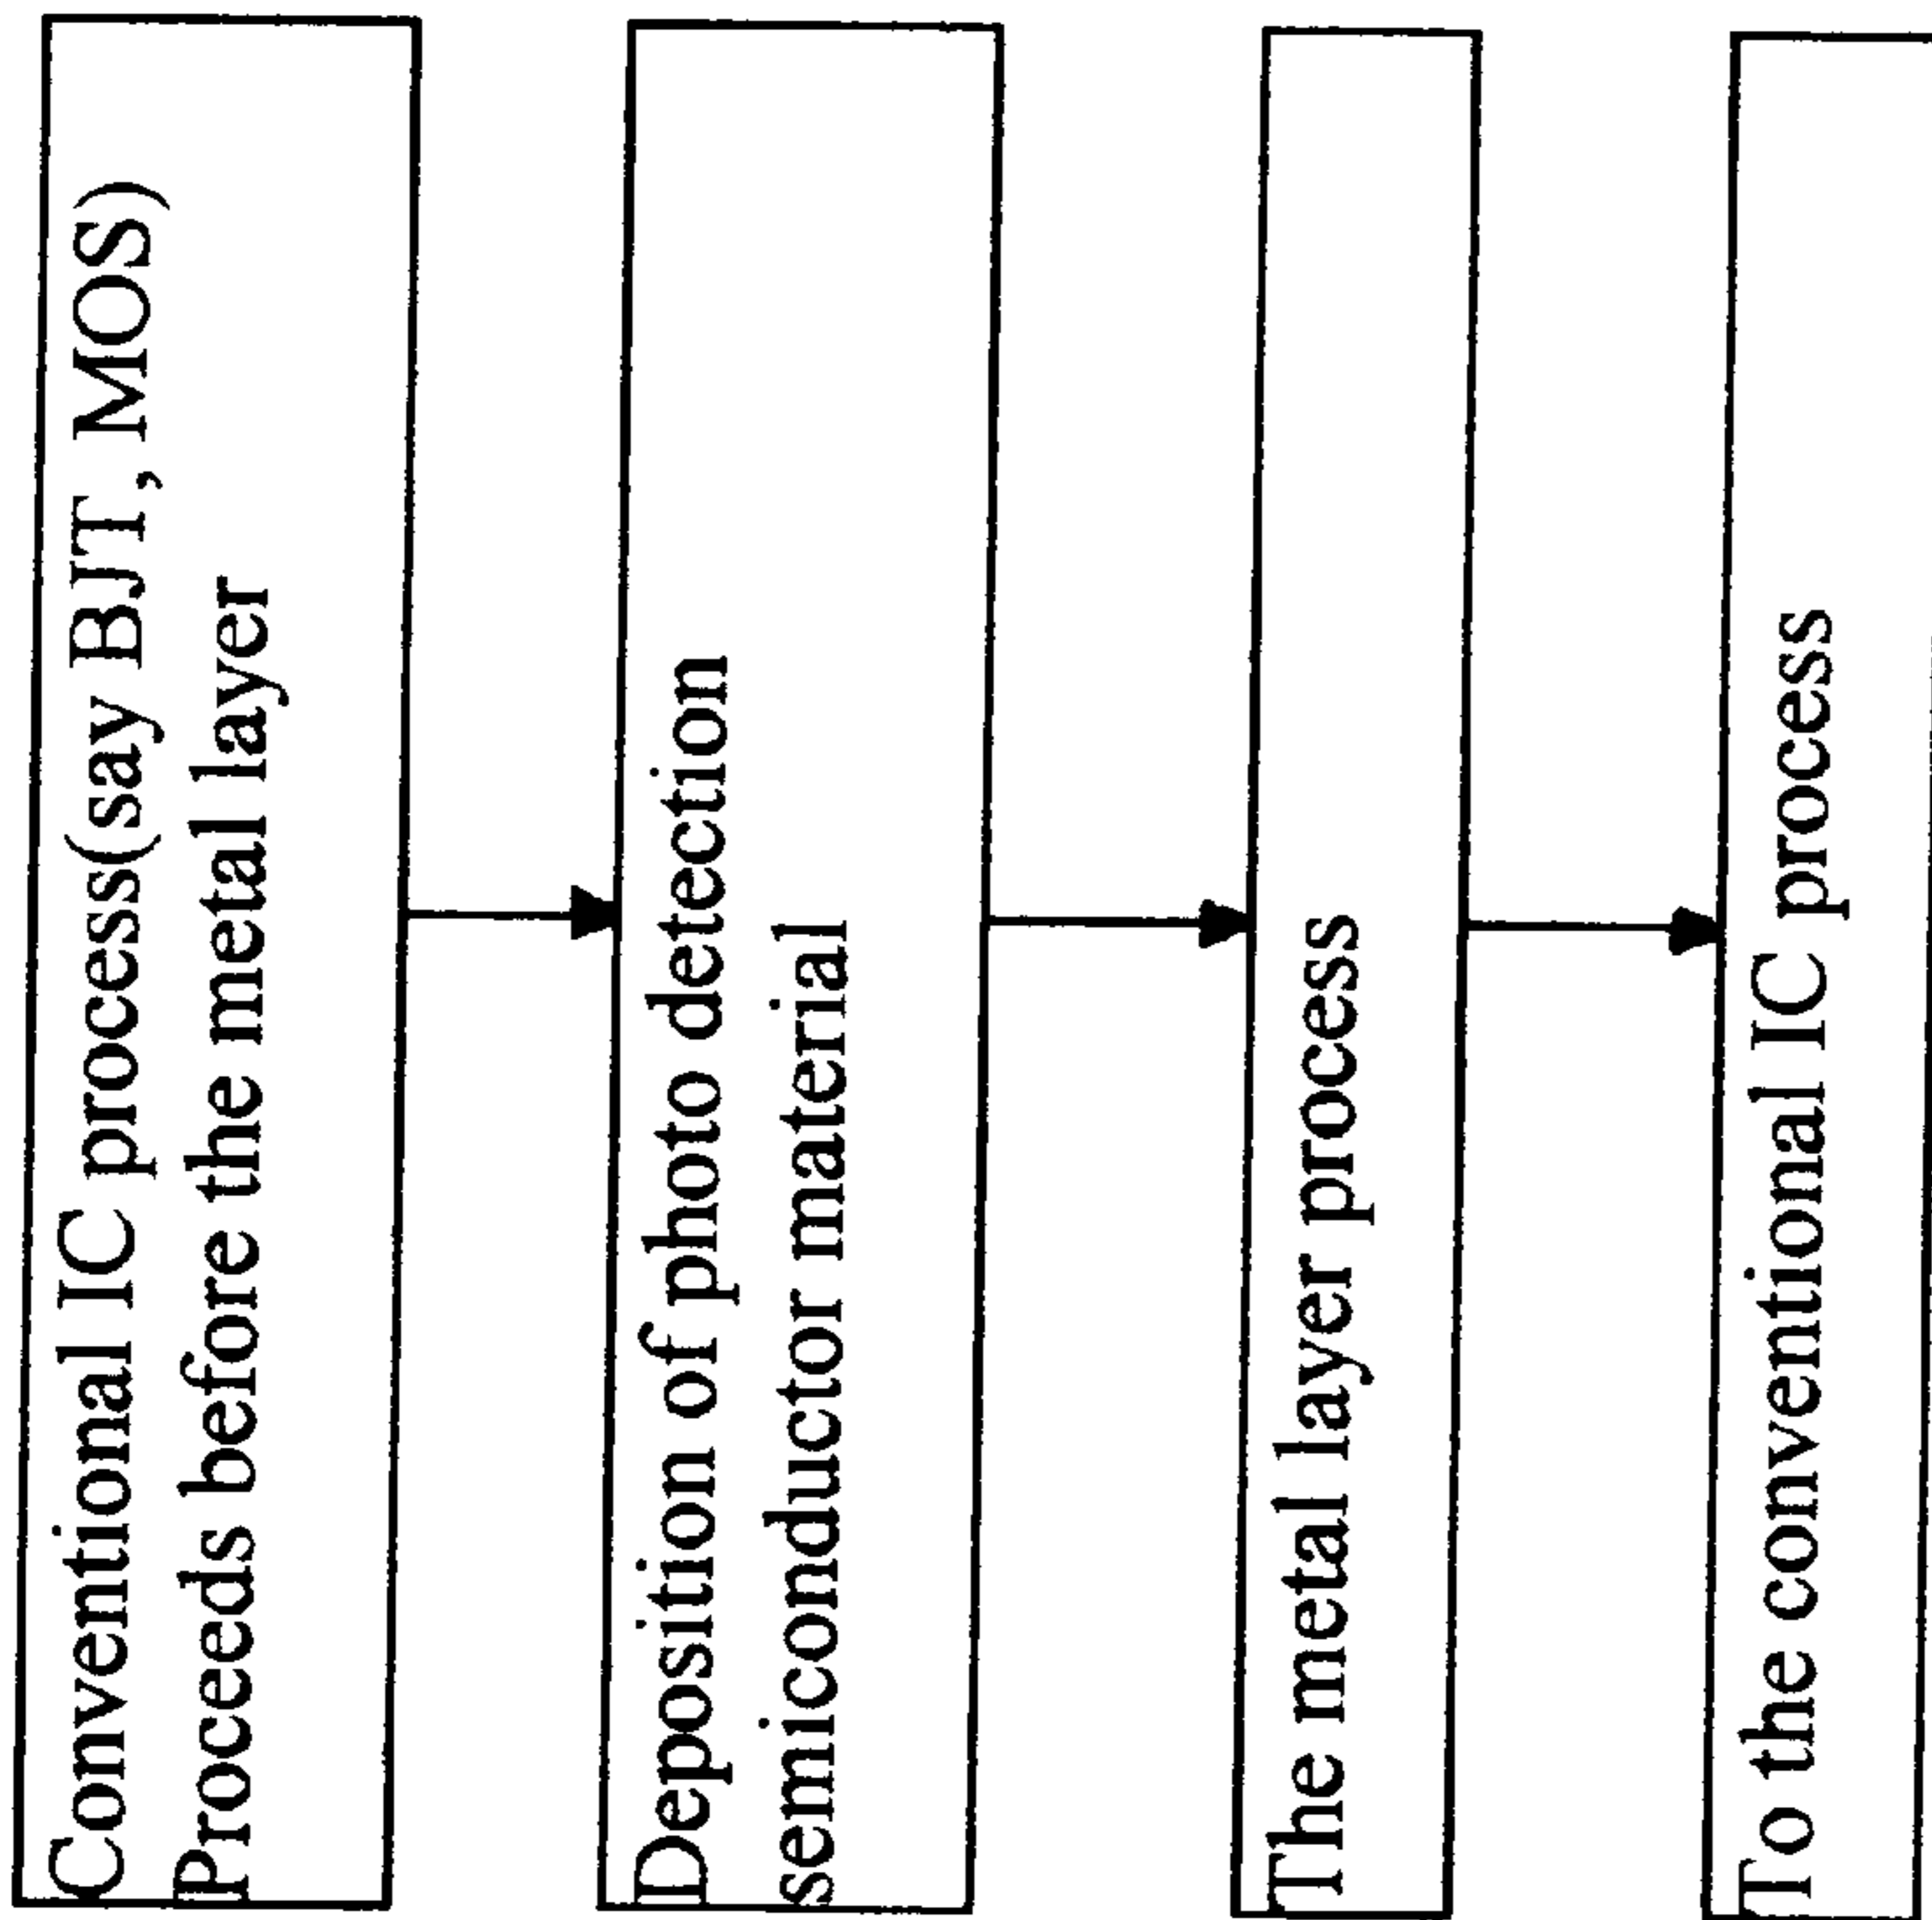 Conventional IC process(say BJT, MOS)
Proceeds before the metal layer
Deposition of photo detection
semiconductor material
The metal layer process
To the conventional IC process